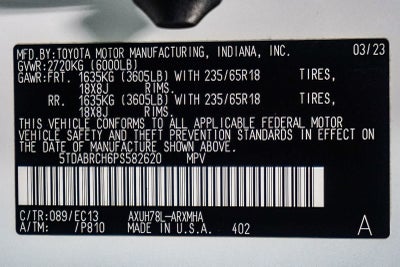 MFD.BY:TOYOTA MOTOR MANUFACTURING, INDIANA, INC. 03/23
GVWR:2720KG (6000LB)
GAWR:FRT. 1635KG (3605LB) WITH 235/65R18 TIRES,
18X8J RIMS.
RR. 1635KG (3605LB) WITH 235/65R18 TIRES,
18X8J RIMS.
THIS VEHICLE CONFORMS TO ALL APPLICABLE FEDERAL MOTOR
VEHICLE SAFETY AND THEFT PREVENTION STANDARDS IN EFFECT
ON THE DATE OF MANUFACTURE SHOWN ABOVE.
5TDABRCH6PS582620 MPV
C/TR:089/EC13 AXUH78L-ARXMHA
A/TM: /P810 MADE IN U.S.A. 402 A